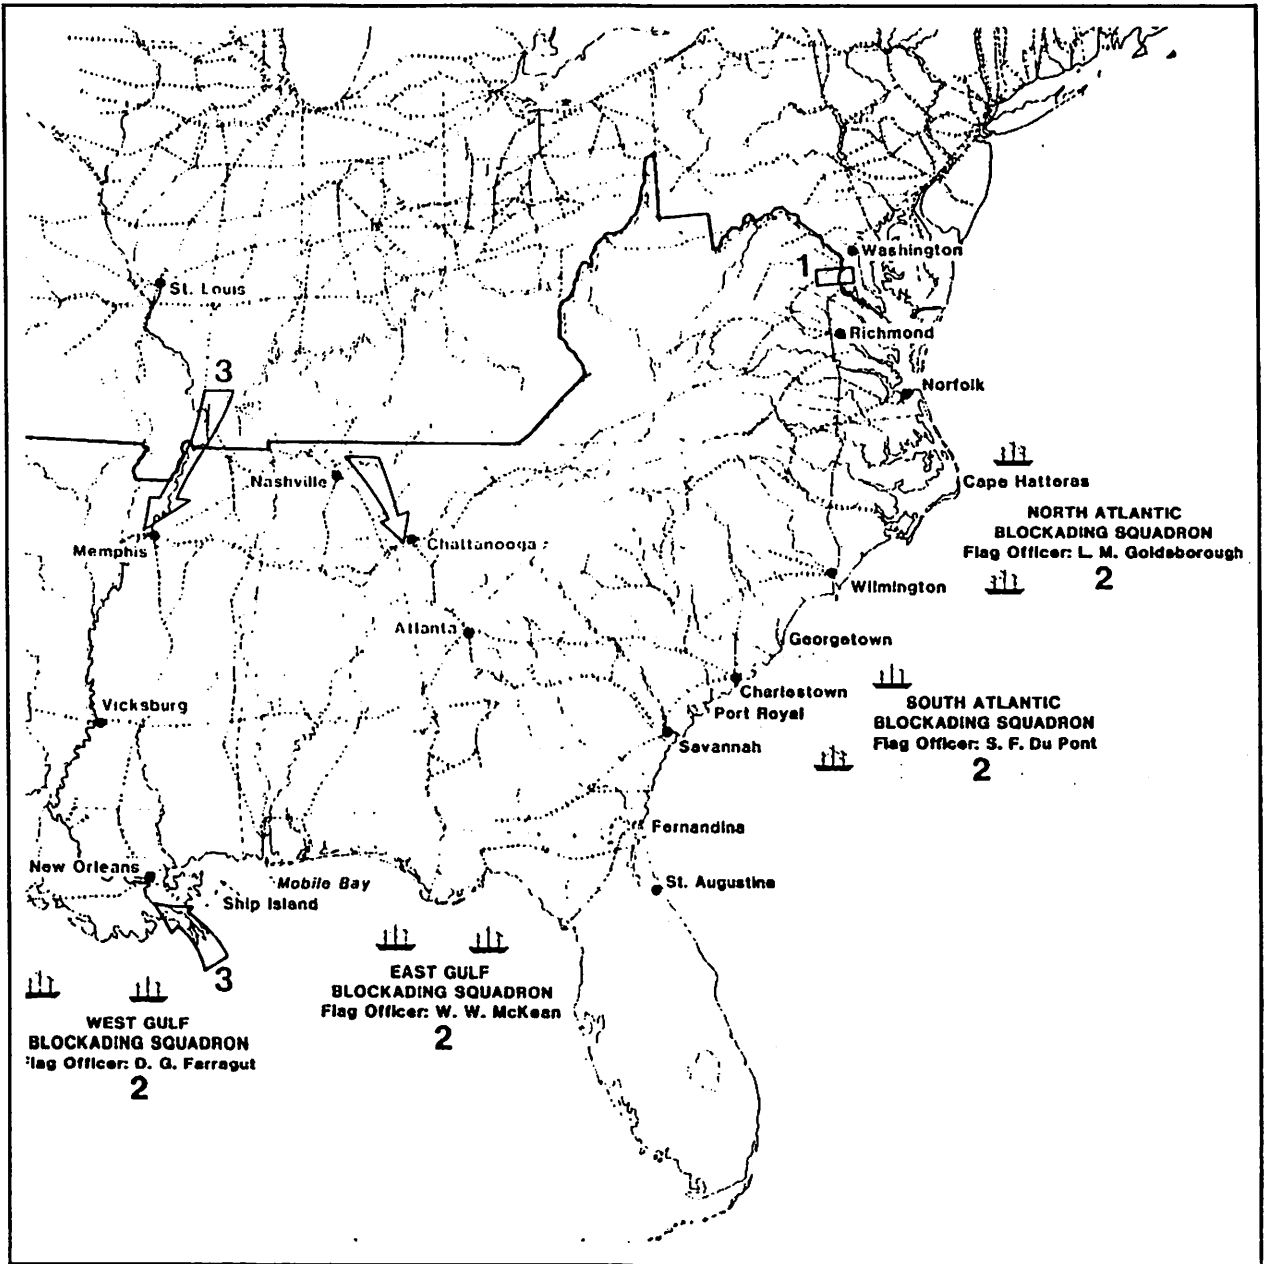 Washington
1
St. Louis
Richmond
3
Norfolk
Nashville
Cape Hatteras
NORTH ATLANTIC
BLOCKADING SQUADRON
Flag Officer: L. M. Goldsborough
2
Memphis
Chattanooga
Wilmington
Atlanta
Georgetown
Charlestown
Port Royal
SOUTH ATLANTIC
BLOCKADING SQUADRON
Flag Officer: S. F. Du Pont
2
Vicksburg
Savannah
Fernandina
New Orleans
Mobile Bay
Ship Island
St. Augustine
3
EAST GULF
BLOCKADING SQUADRON
Flag Officer: W. W. McKean
2
WEST GULF
BLOCKADING SQUADRON
lag Officer: D. G. Farragut
2